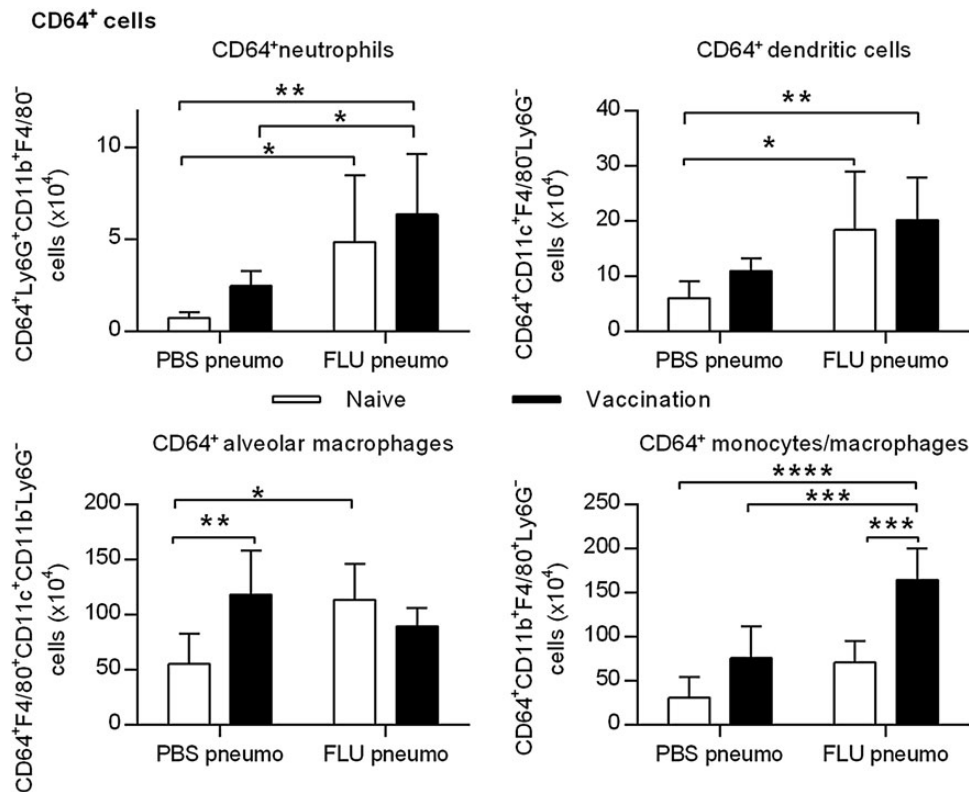 CD64⁺ cells
CD64⁺neutrophils
CD64⁺Ly6G⁺CD11b⁺F4/80⁻
cells (x10⁴)
10
5
0
**
*
*
PBS pneumo
FLU pneumo
CD64⁺ dendritic cells
CD64⁺CD11c⁺F4/80⁻Ly6G⁻
cells (x10⁴)
40
30
20
10
0
**
*
PBS pneumo
FLU pneumo
Naive
Vaccination
CD64⁺ alveolar macrophages
CD64⁺F4/80⁺CD11c⁺CD11b⁻Ly6G⁻
cells (x10⁴)
200
150
100
50
0
*
**
PBS pneumo
FLU pneumo
CD64⁺ monocytes/macrophages
CD64⁺CD11b⁺F4/80⁺Ly6G⁻
cells (x10⁴)
250
200
150
100
50
0
****
***
***
PBS pneumo
FLU pneumo